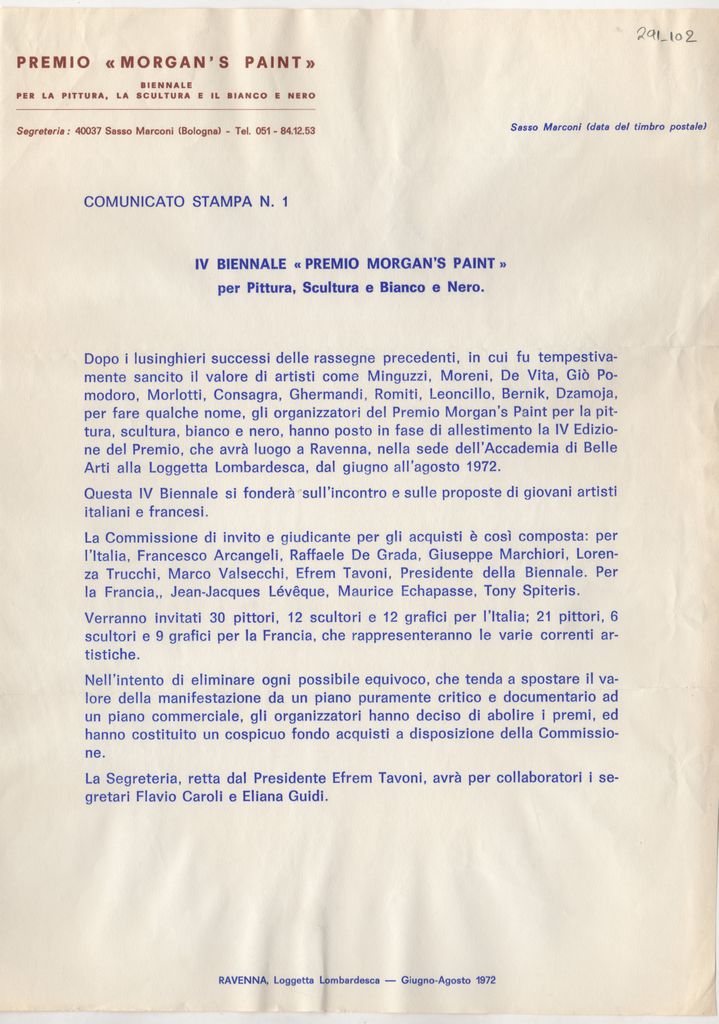 291_102
PREMIO «MORGAN'S PAINT»
BIENNALE
PER LA PITTURA, LA SCULTURA E IL BIANCO E NERO
Segreteria : 40037 Sasso Marconi (Bologna) - Tel. 051 - 84.12.53
Sasso Marconi (data del timbro postale)
COMUNICATO STAMPA N. 1
IV BIENNALE « PREMIO MORGAN'S PAINT »
per Pittura, Scultura e Bianco e Nero.
Dopo i lusinghieri successi delle rassegne precedenti, in cui fu tempestiva-
mente sancito il valore di artisti come Minguzzi, Moreni, De Vita, Giò Po-
modoro, Morlotti, Consagra, Ghermandi, Romiti, Leoncillo, Bernik, Dzamoja,
per fare qualche nome, gli organizzatori del Premio Morgan's Paint per la pit-
tura, scultura, bianco e nero, hanno posto in fase di allestimento la IV Edizio-
ne del Premio, che avrà luogo a Ravenna, nella sede dell'Accademia di Belle
Arti alla Loggetta Lombardesca, dal giugno all'agosto 1972.
Questa IV Biennale si fonderà sull'incontro e sulle proposte di giovani artisti
italiani e francesi.
La Commissione di invito e giudicante per gli acquisti è così composta: per
l'Italia, Francesco Arcangeli, Raffaele De Grada, Giuseppe Marchiori, Loren-
za Trucchi, Marco Valsecchi, Efrem Tavoni, Presidente della Biennale. Per
la Francia,, Jean-Jacques Lévêque, Maurice Echapasse, Tony Spiteris.
Verranno invitati 30 pittori, 12 scultori e 12 grafici per l'Italia; 21 pittori, 6
scultori e 9 grafici per la Francia, che rappresenteranno le varie correnti ar-
tistiche.
Nell'intento di eliminare ogni possibile equivoco, che tenda a spostare il va-
lore della manifestazione da un piano puramente critico e documentario ad
un piano commerciale, gli organizzatori hanno deciso di abolire i premi, ed
hanno costituito un cospicuo fondo acquisti a disposizione della Commissio-
ne.
La Segreteria, retta dal Presidente Efrem Tavoni, avrà per collaboratori i se-
gretari Flavio Caroli e Eliana Guidi.
RAVENNA, Loggetta Lombardesca — Giugno-Agosto 1972